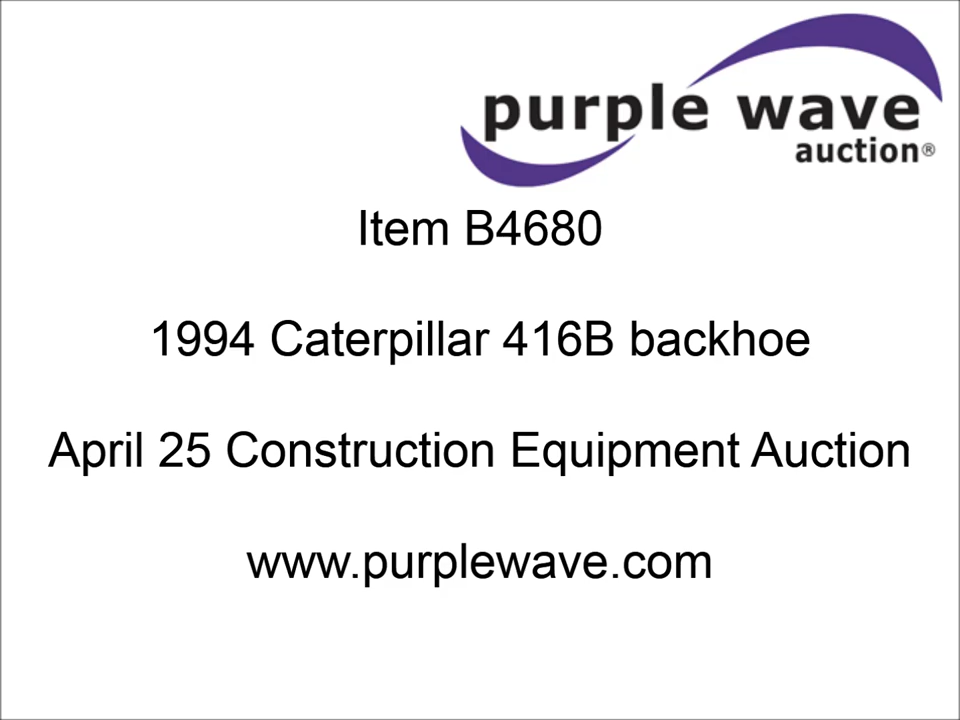 purple wave
auction®
Item B4680
1994 Caterpillar 416B backhoe
April 25 Construction Equipment Auction
www.purplewave.com